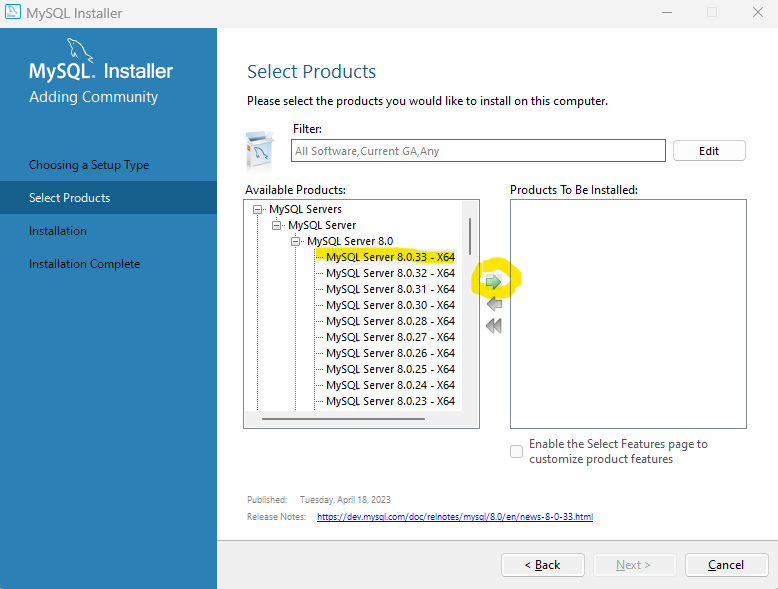 MySQL Installer
MySQL. Installer
Adding Community
Choosing a Setup Type
Select Products
Installation
Installation Complete
Select Products
Please select the products you would like to install on this computer.
Filter:
All Software,Current GA,Any
Edit
Available Products:
Products To Be Installed:
MySQL Servers
MySQL Server
MySQL Server 8.0
MySQL Server 8.0.33 - X64
MySQL Server 8.0.32 - X64
MySQL Server 8.0.31 - X64
MySQL Server 8.0.30 - X64
MySQL Server 8.0.28 - X64
MySQL Server 8.0.27 - X64
MySQL Server 8.0.26 - X64
MySQL Server 8.0.25 - X64
MySQL Server 8.0.24 - X64
MySQL Server 8.0.23 - X64
Enable the Select Features page to
customize product features
Published: Tuesday, April 18, 2023
Release Notes: https://dev.mysql.com/doc/relnotes/mysql/8.0/en/news-8-0-33.html
< Back
Next >
Cancel